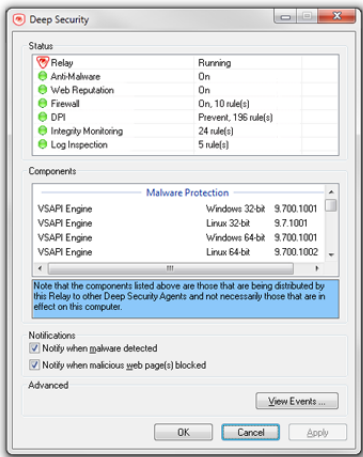 Deep Security
Status
Relay Running
Anti-Malware On
Web Reputation On
Firewall On, 10 rule(s)
DPI Prevent, 196 rule(s)
Integrity Monitoring 24 rule(s)
Log Inspection 5 rule(s)
Components
Malware Protection
VSAPI Engine Windows 32-bit 9.700.1001
VSAPI Engine Linux 32-bit 9.7.1001
VSAPI Engine Windows 64-bit 9.700.1001
VSAPI Engine Linux 64-bit 9.700.1002
Note that the components listed above are those that are being distributed by
this Relay to other Deep Security Agents and not necessarily those that are in
effect on this computer.
Notifications
Notify when malware detected
Notify when malicious web page(s) blocked
Advanced
View Events ...
OK Cancel Apply